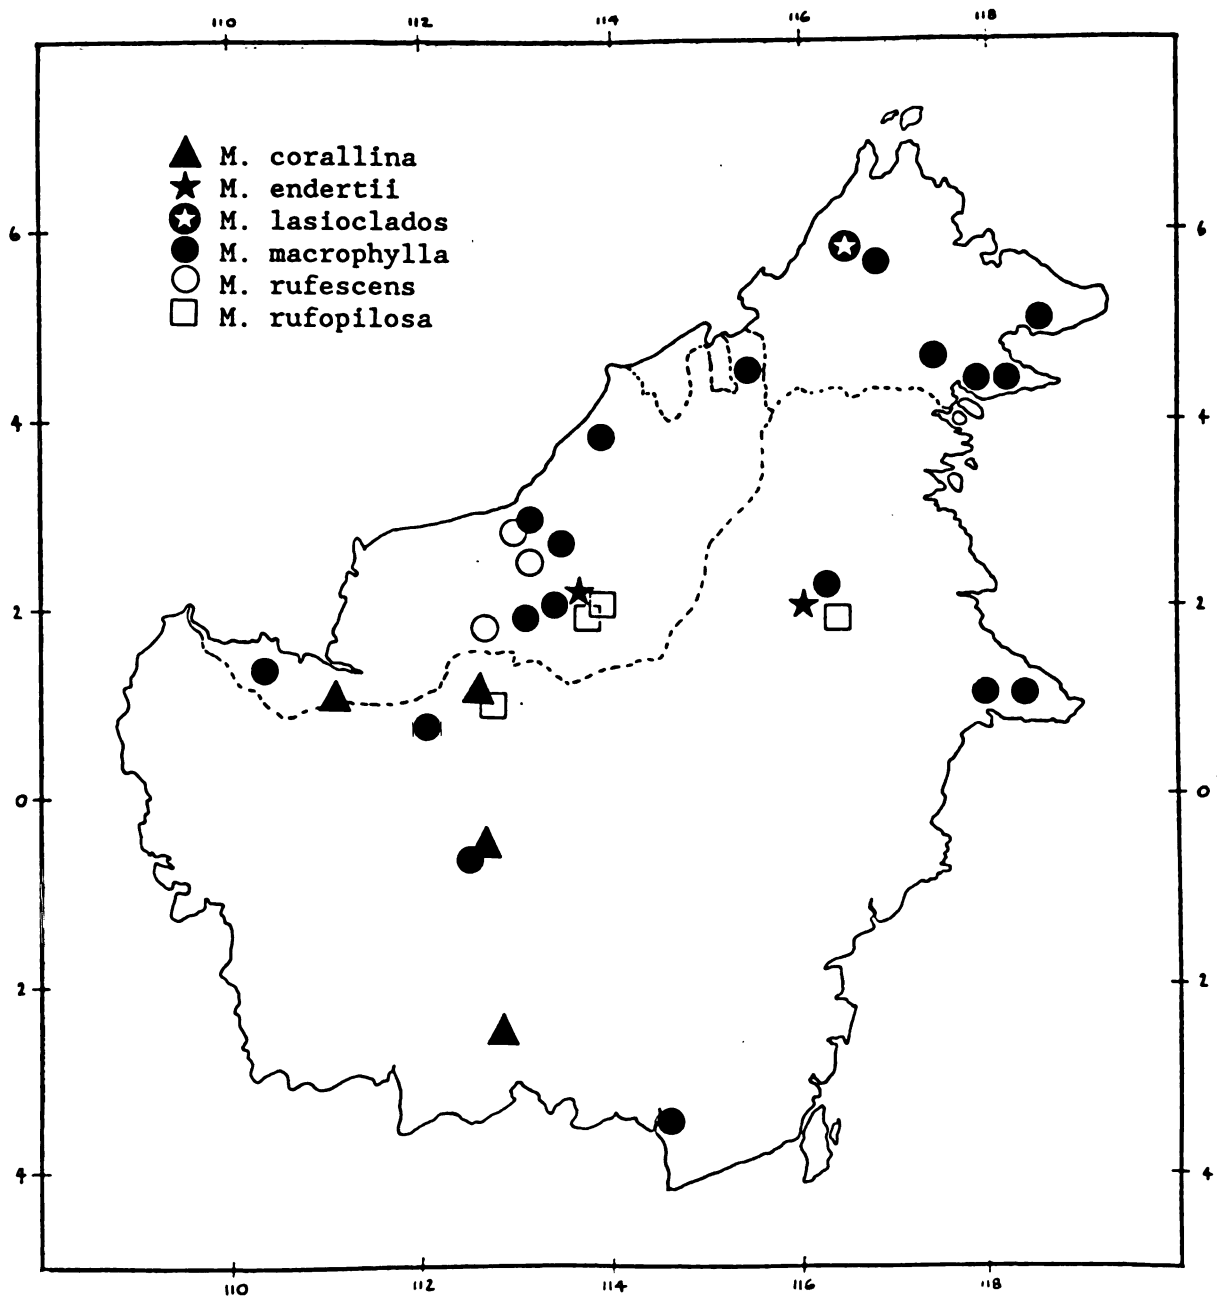 110 112 114 116 118
M. corallina
M. endertii
M. lasioclados
M. macrophylla
M. rufescens
M. rufopilosa
6 6
4 4
2 2
0 0
2 2
4 4
110 112 114 116 118